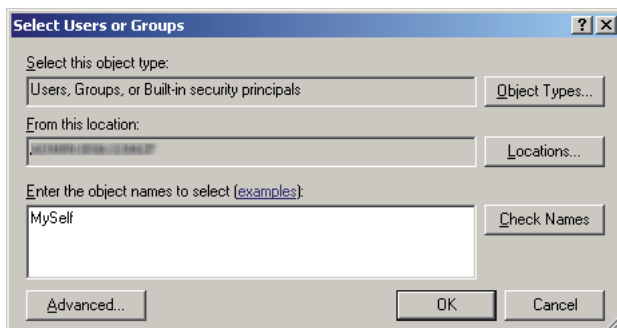 Select Users or Groups
Select this object type:
Users, Groups, or Built-in security principals
Object Types...
From this location:
Locations...
Enter the object names to select (examples):
MySelf
Check Names
Advanced...
OK
Cancel